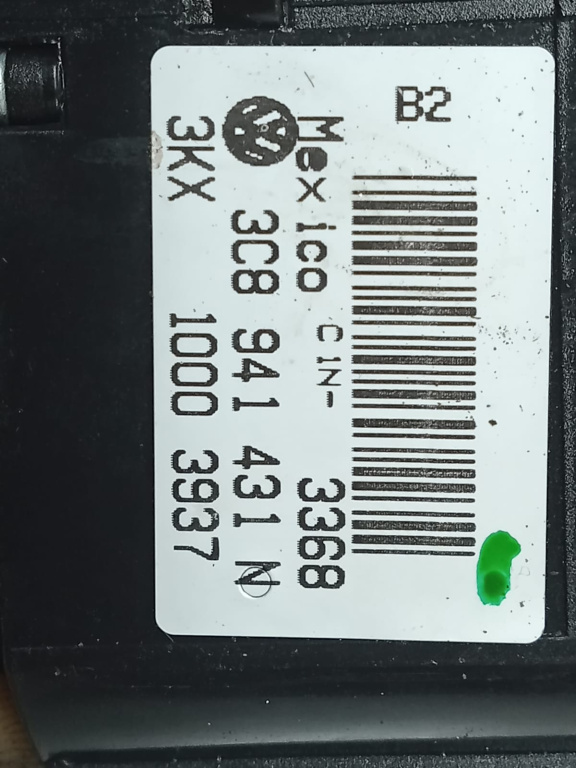 B2
Mexico CIN- 3368
3C8 941 431 N
3KX 1000 3937